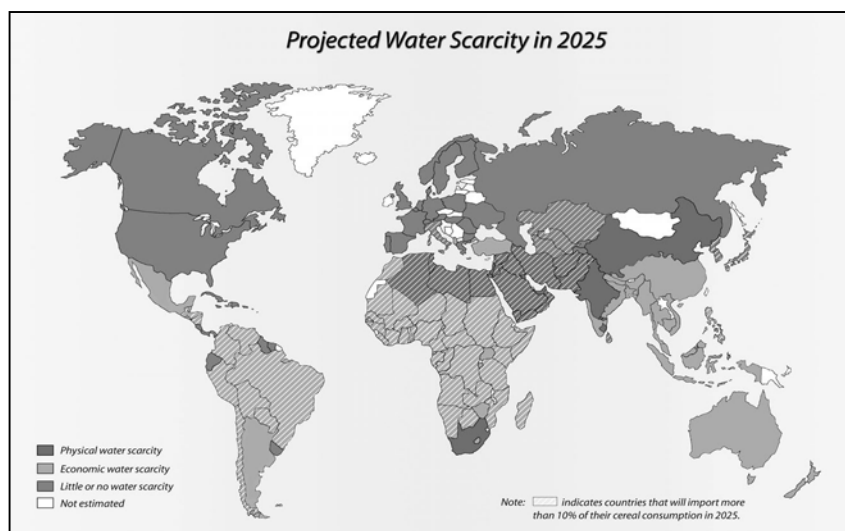 Projected Water Scarcity in 2025
Physical water scarcity
Economic water scarcity
Little or no water scarcity
Not estimated
Note: indicates countries that will import more
than 10% of their cereal consumption in 2025.